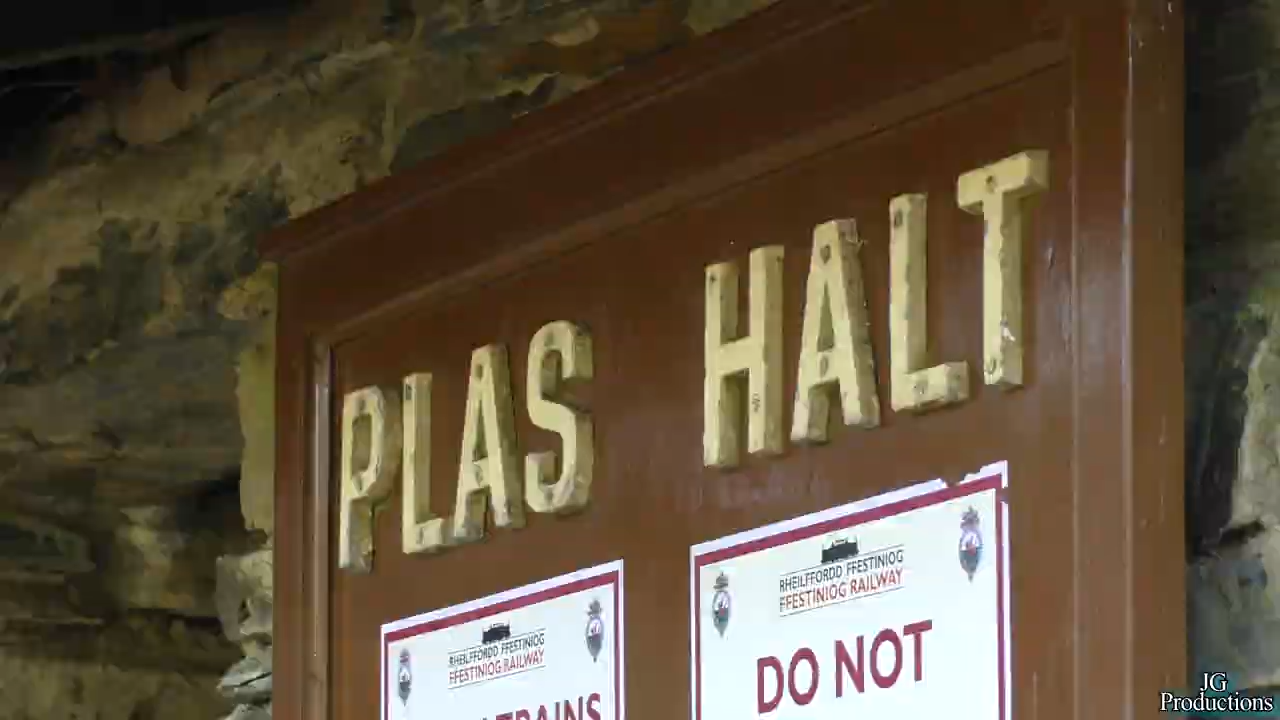 PLAS HALT
RHEILFFORDD FFESTINIOG
FFESTINIOG RAILWAY
TRAINS
RHEILFFORDD FFESTINIOG
FFESTINIOG RAILWAY
DO NOT
JG
Productions